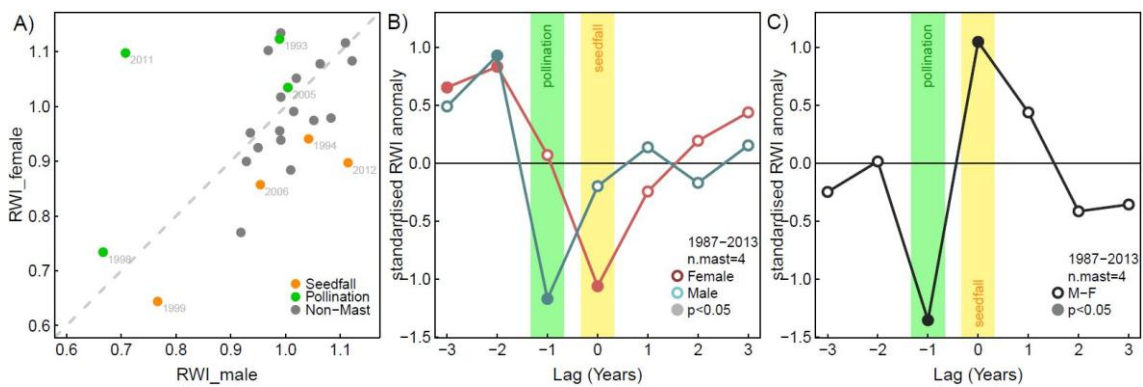 A)
RWI_female
1.1
1.0
0.9
0.8
0.7
0.6
2011
1993
2005
1994
2012
2006
1998
1999
Seedfall
Pollination
Non−Mast
0.6 0.7 0.8 0.9 1.0 1.1
RWI_male
B)
standardised RWI anomaly
1.0
0.5
0.0
−0.5
−1.0
−1.5
pollination
seedfall
1987−2013
n.mast=4
Female
Male
p<0.05
−3 −2 −1 0 1 2 3
Lag (Years)
C)
standardised RWI anomaly
1.0
0.5
0.0
−0.5
−1.0
−1.5
pollination
seedfall
1987−2013
n.mast=4
M−F
p<0.05
−3 −2 −1 0 1 2 3
Lag (Years)